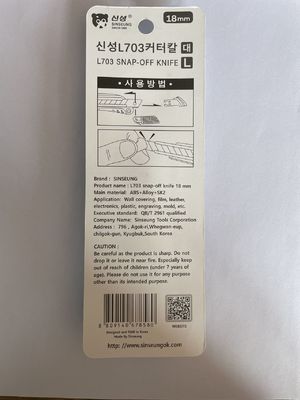 신성®
SINSEUNG
18mm
신성L703커터칼 대
L703 SNAP-OFF KNIFE L
• 사용방법 •
Brand : SINSEUNG
Product name : L703 snap-off knife 18 mm
Main material: ABS+Alloy+SK2
Application: Wall covering, film, leather,
electronics, plastic, engraving, mold, etc.
Executive standard: QB/T 2961 qualified
Company Name: Sinseung Tools Corporation
Address : 796 , Agok-ri,Whegwan-eup,
chilgok-gun, Kyugbuk,South Korea
CAUTION :
Be careful as the product is sharp. Do not
drop it or leave it near fire. Especially keep
out of reach of children (under 7 years of
age). Please do not use it for any purpose
other than its intended purpose.
8 809140 678580
Designed and R&D in Korea
Made By Sinseung
http: //www.sinseungok.com